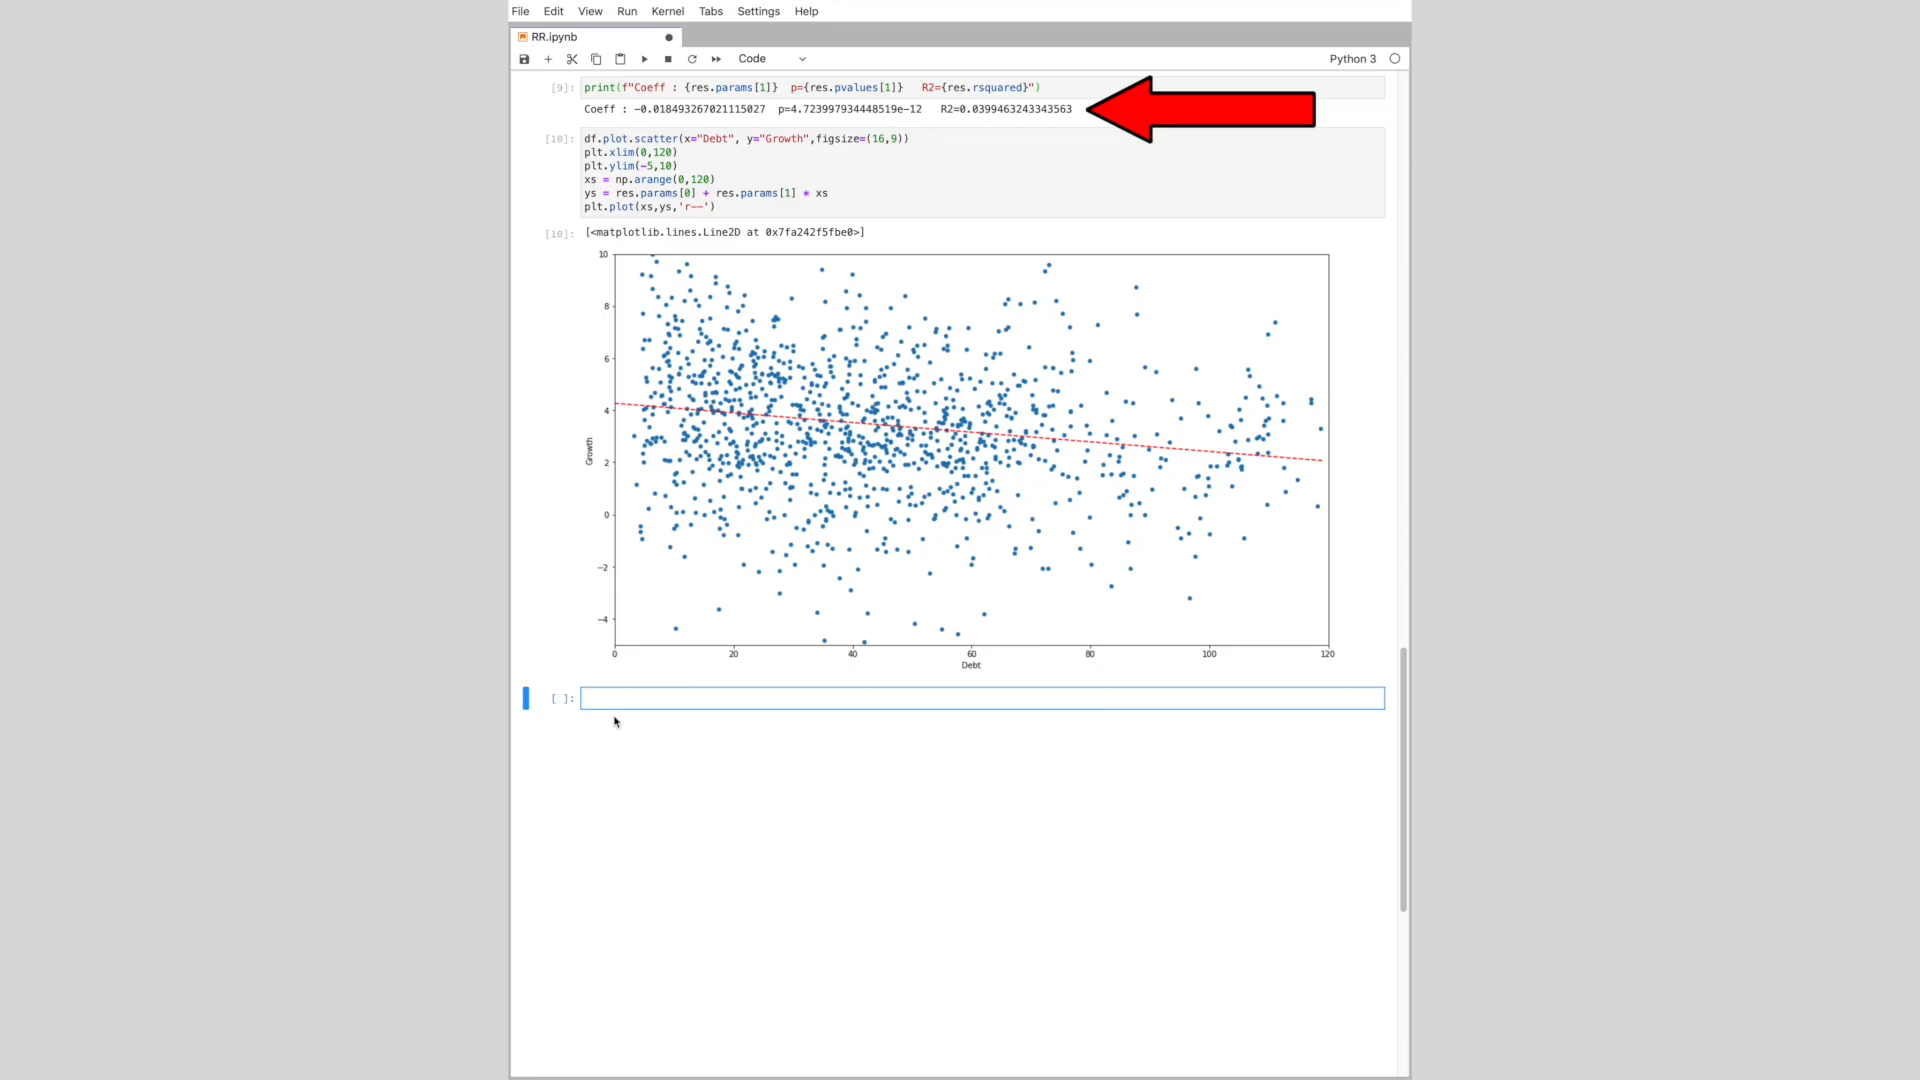 File Edit View Run Kernel Tabs Settings Help
RR.ipynb
Code
Python 3
[9]: print(f"Coeff : {res.params[1]}  p={res.pvalues[1]}   R2={res.rsquared}")
Coeff : -0.018493267021115027  p=4.723997934448519e-12   R2=0.0399463243343563
[10]: df.plot.scatter(x="Debt", y="Growth",figsize=(16,9))
plt.xlim(0,120)
plt.ylim(-5,10)
xs = np.arange(0,120)
ys = res.params[0] + res.params[1] * xs
plt.plot(xs,ys,'r--')
[10]: [<matplotlib.lines.Line2D at 0x7fa242f5fbe0>]
10
8
6
4
2
0
−2
−4
Growth
0 20 40 60 80 100 120
Debt
[ ]: